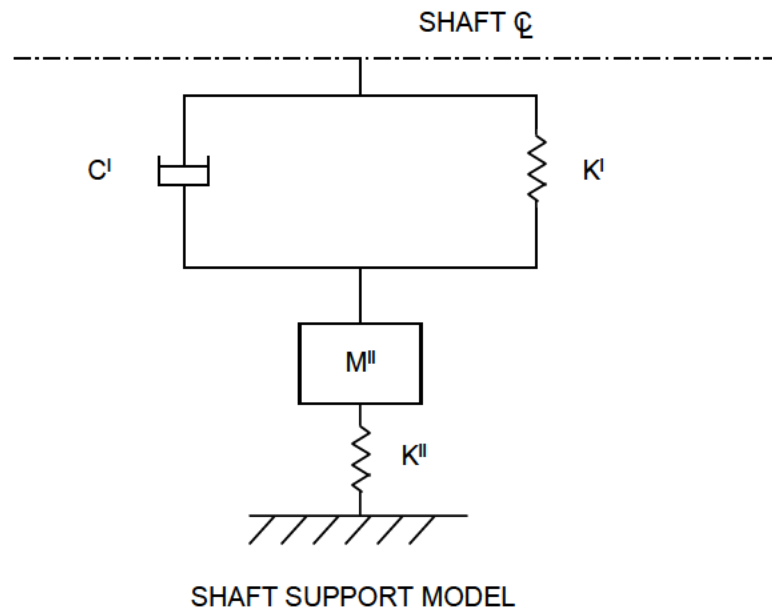 SHAFT ℄
Cᴵ
Kᴵ
Mᴵᴵ
Kᴵᴵ
SHAFT SUPPORT MODEL